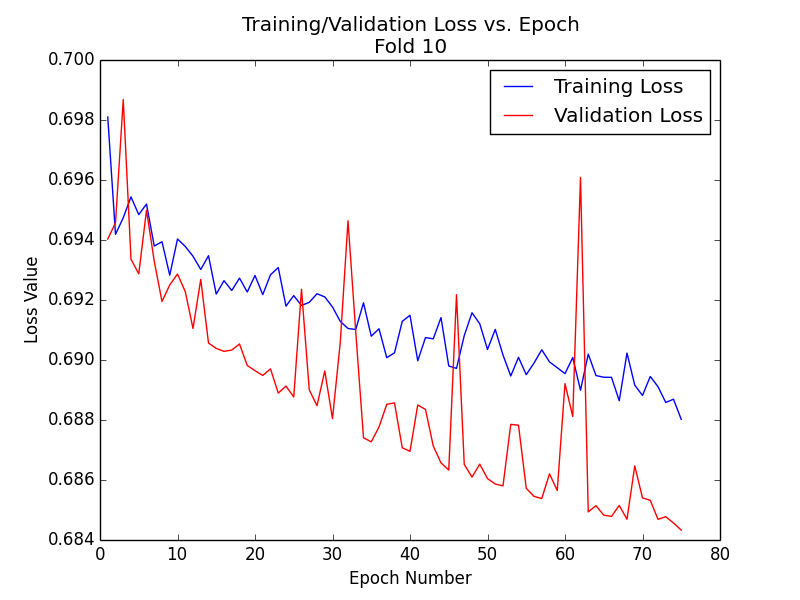 Training/Validation Loss vs. Epoch
Fold 10
Training Loss
Validation Loss
Loss Value
0.700
0.698
0.696
0.694
0.692
0.690
0.688
0.686
0.684
0 10 20 30 40 50 60 70 80
Epoch Number